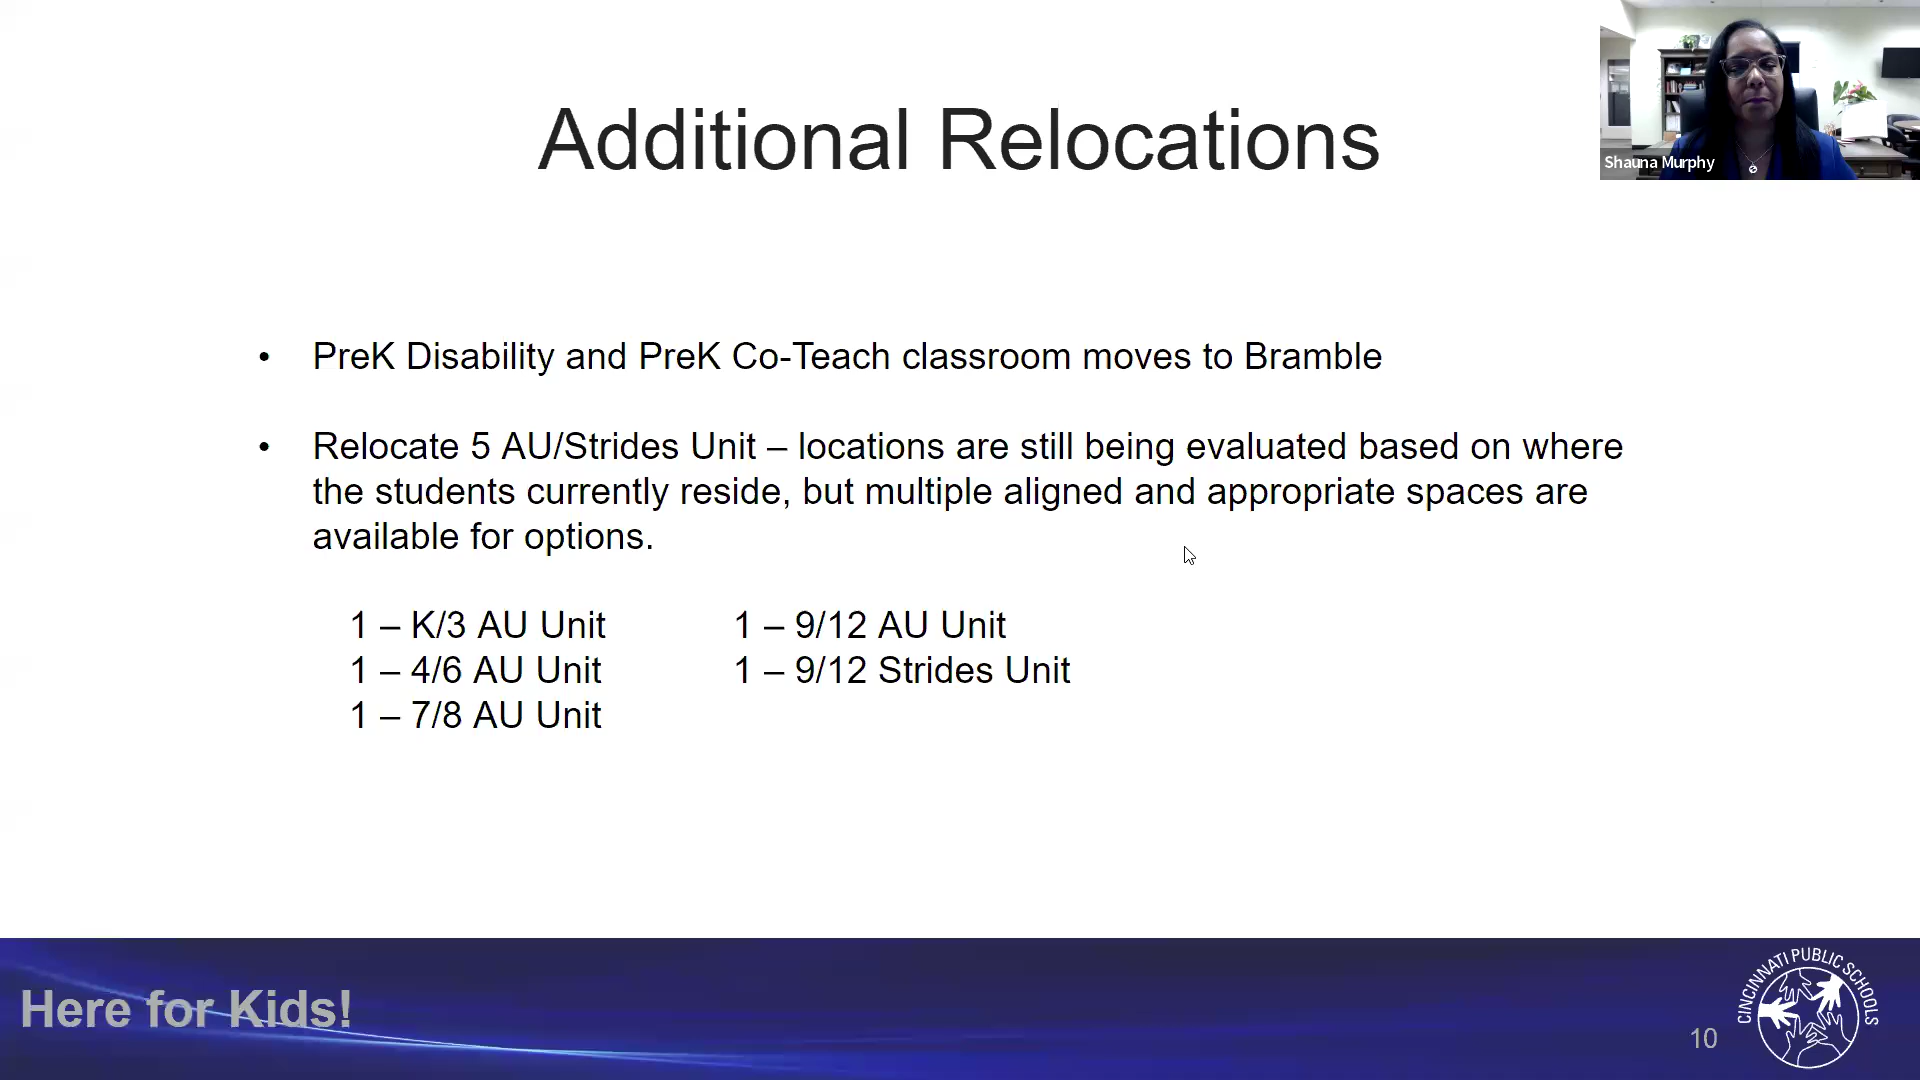 Additional Relocations
Shauna Murphy
• PreK Disability and PreK Co-Teach classroom moves to Bramble
• Relocate 5 AU/Strides Unit – locations are still being evaluated based on where
the students currently reside, but multiple aligned and appropriate spaces are
available for options.
1 – K/3 AU Unit
1 – 4/6 AU Unit
1 – 7/8 AU Unit
1 – 9/12 AU Unit
1 – 9/12 Strides Unit
Here for Kids!
10
CINCINNATI PUBLIC SCHOOLS